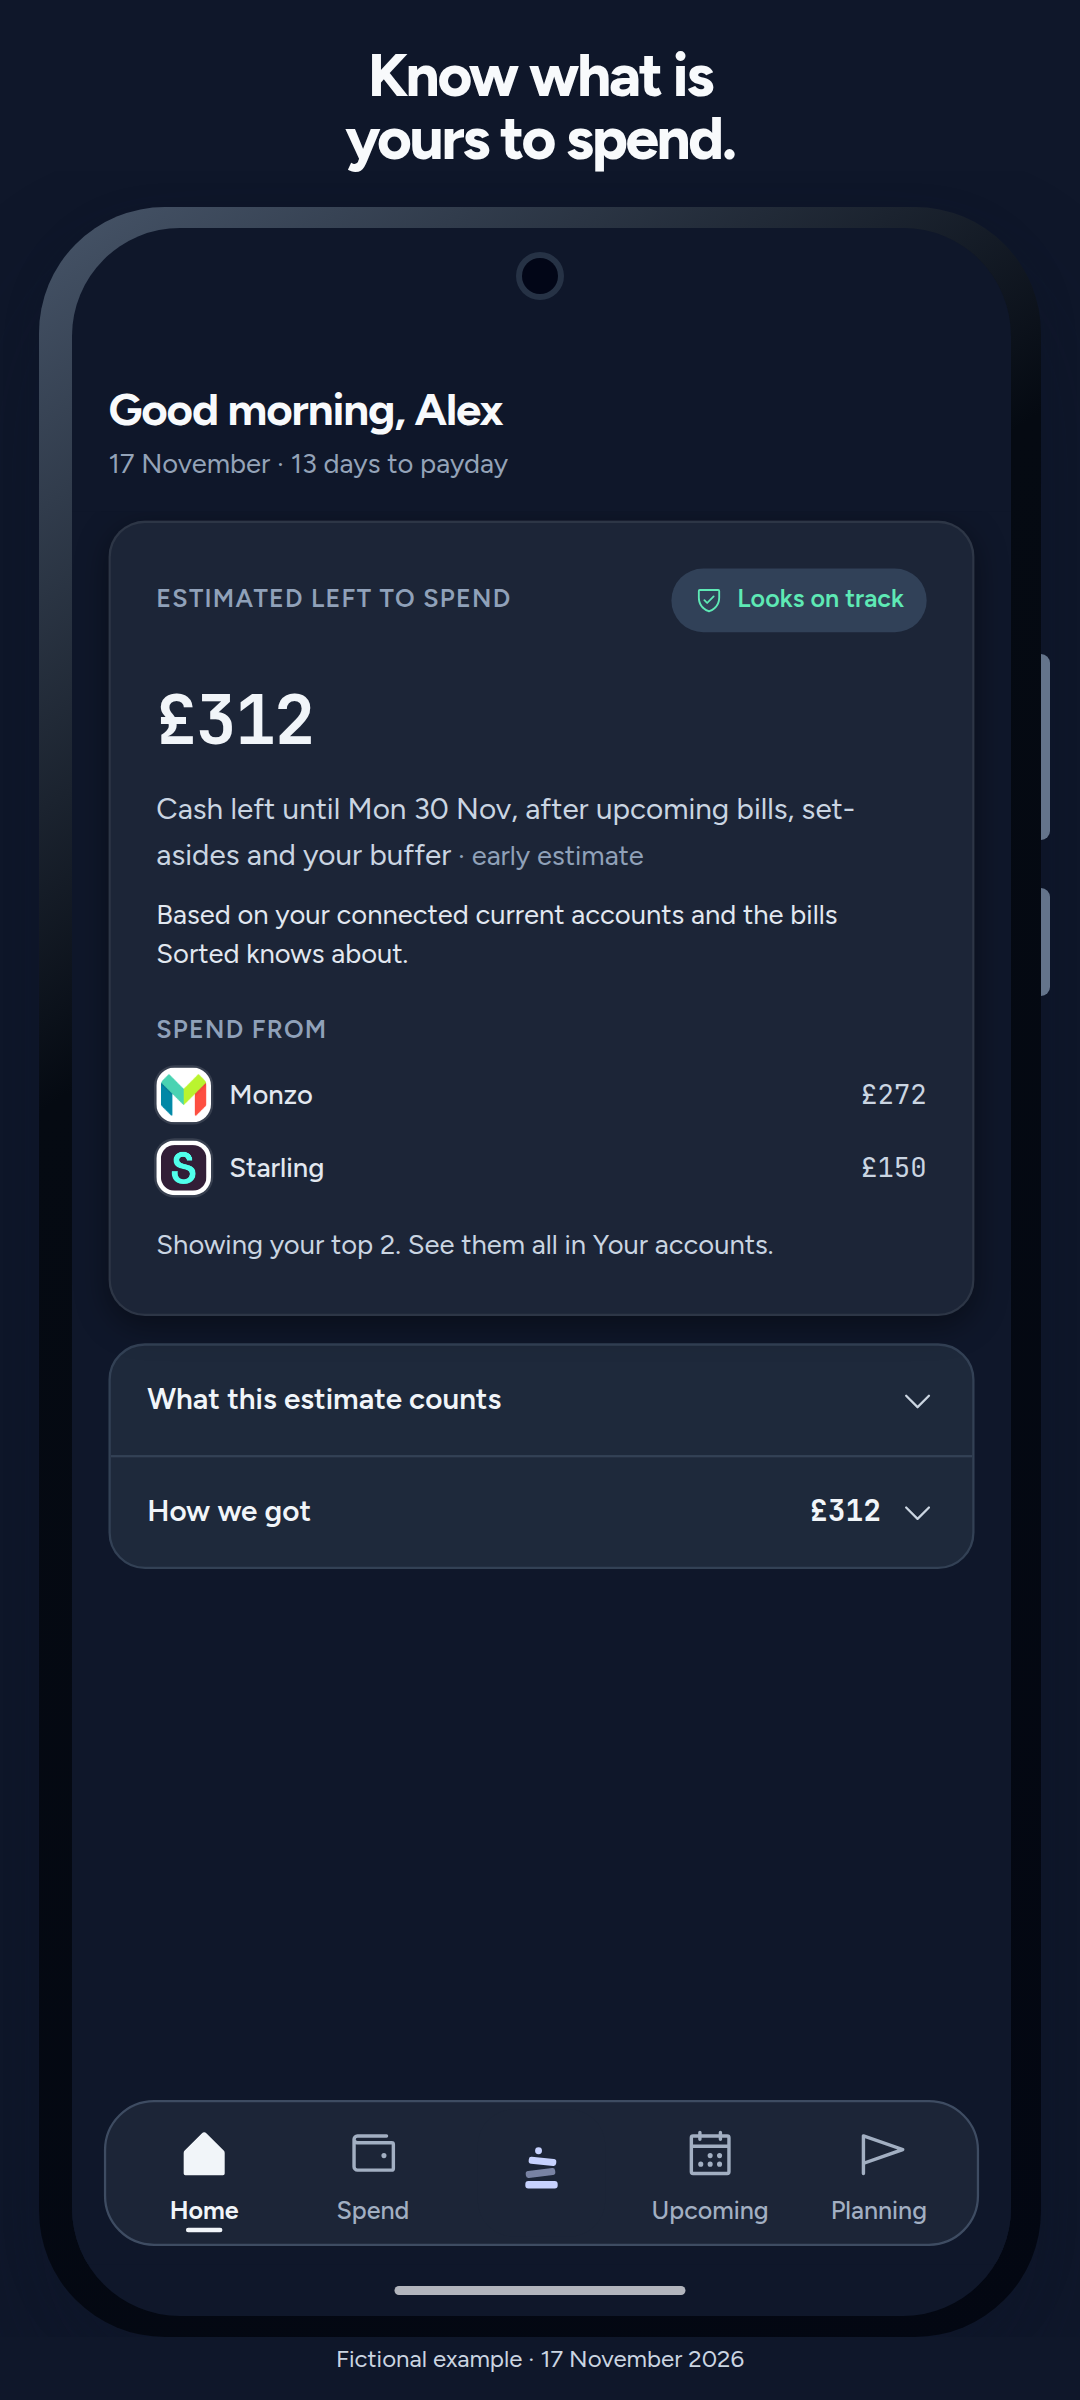 Know what is
yours to spend.
Good morning, Alex
17 November · 13 days to payday
ESTIMATED LEFT TO SPEND
Looks on track
£312
Cash left until Mon 30 Nov, after upcoming bills, set-
asides and your buffer · early estimate
Based on your connected current accounts and the bills
Sorted knows about.
SPEND FROM
Monzo £272
Starling £150
Showing your top 2. See them all in Your accounts.
What this estimate counts
How we got £312
Home Spend Upcoming Planning
Fictional example · 17 November 2026